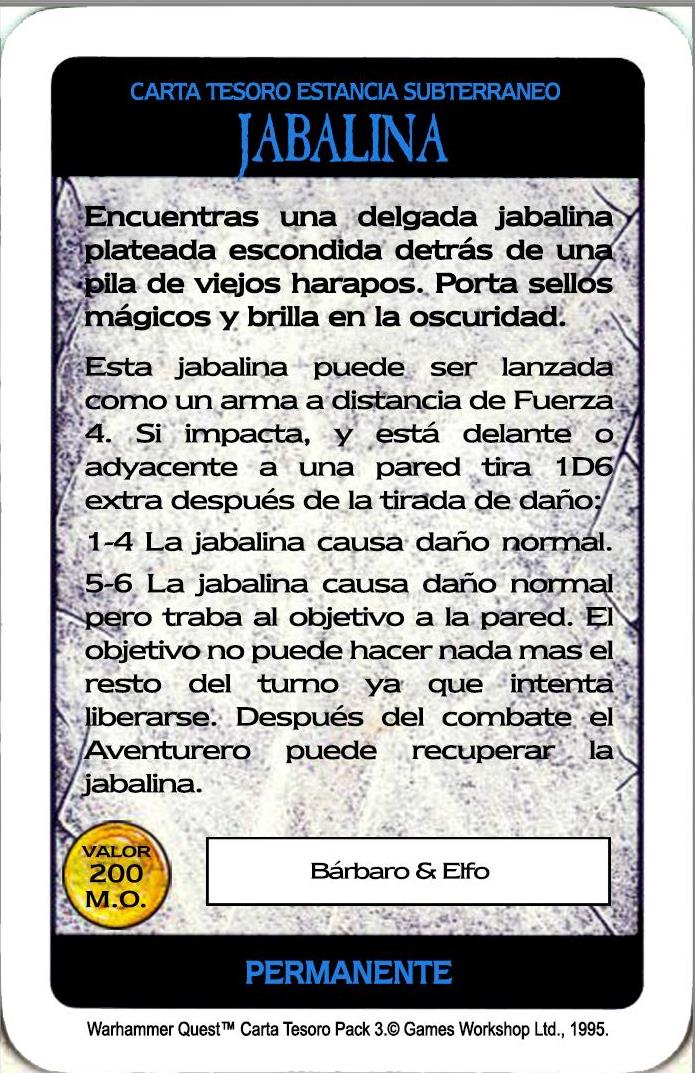 CARTA TESORO ESTANCIA SUBTERRANEO
JABALINA
Encuentras una delgada jabalina
plateada escondida detrás de una
pila de viejos harapos. Porta sellos
mágicos y brilla en la oscuridad.
Esta jabalina puede ser lanzada
como un arma a distancia de Fuerza
4. Si impacta, y está delante o
adyacente a una pared tira 1D6
extra después de la tirada de daño:
1-4 La jabalina causa daño normal.
5-6 La jabalina causa daño normal
pero traba al objetivo a la pared. El
objetivo no puede hacer nada mas el
resto del turno ya que intenta
liberarse. Después del combate el
Aventurero puede recuperar la
jabalina.
VALOR
200
M.O.
Bárbaro & Elfo
PERMANENTE
Warhammer Quest™ Carta Tesoro Pack 3.© Games Workshop Ltd., 1995.